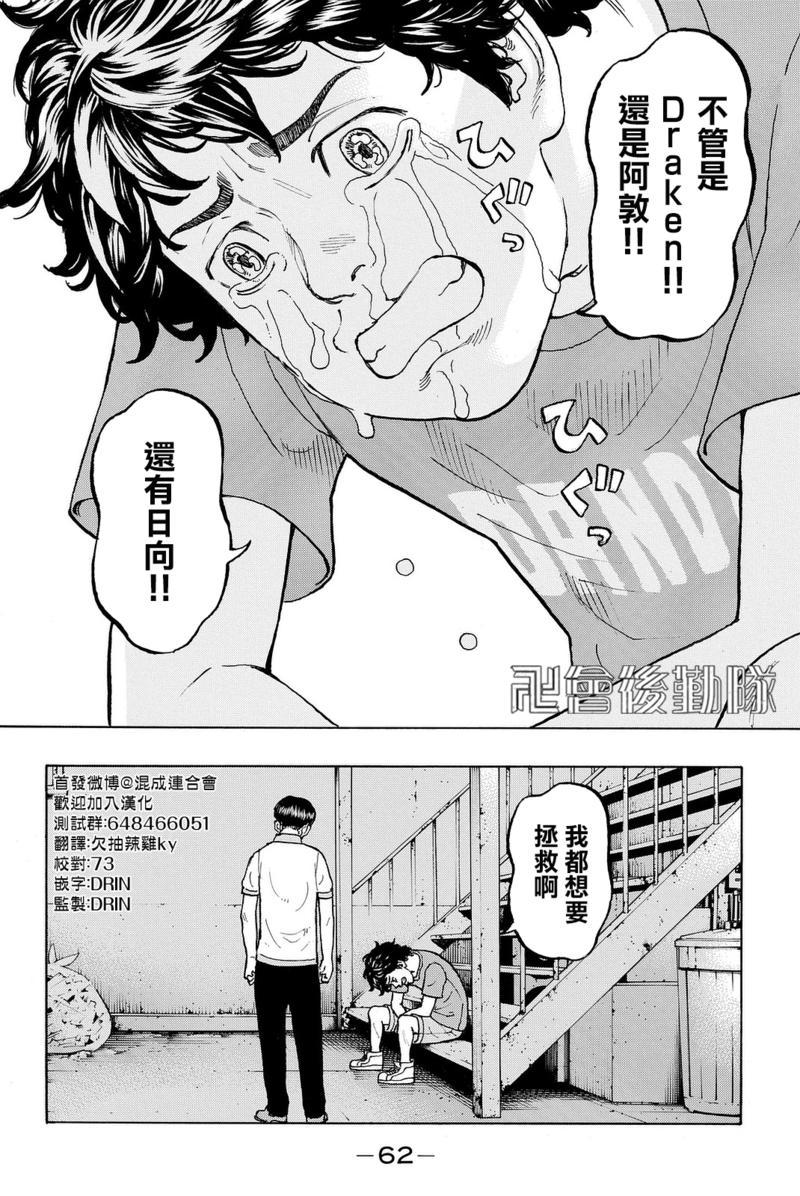 不管是
Draken!!
還是阿敦!!
ひっ
ぐっ
ひっ
ぐっ
還有日向!!
DRND
卍會後勤隊
首發微博@混成連合會
歡迎加入漢化
測試群:648466051
翻譯:欠抽辣雞ky
校對:73
嵌字:DRIN
監製:DRIN
我都想要
拯救啊
—62—